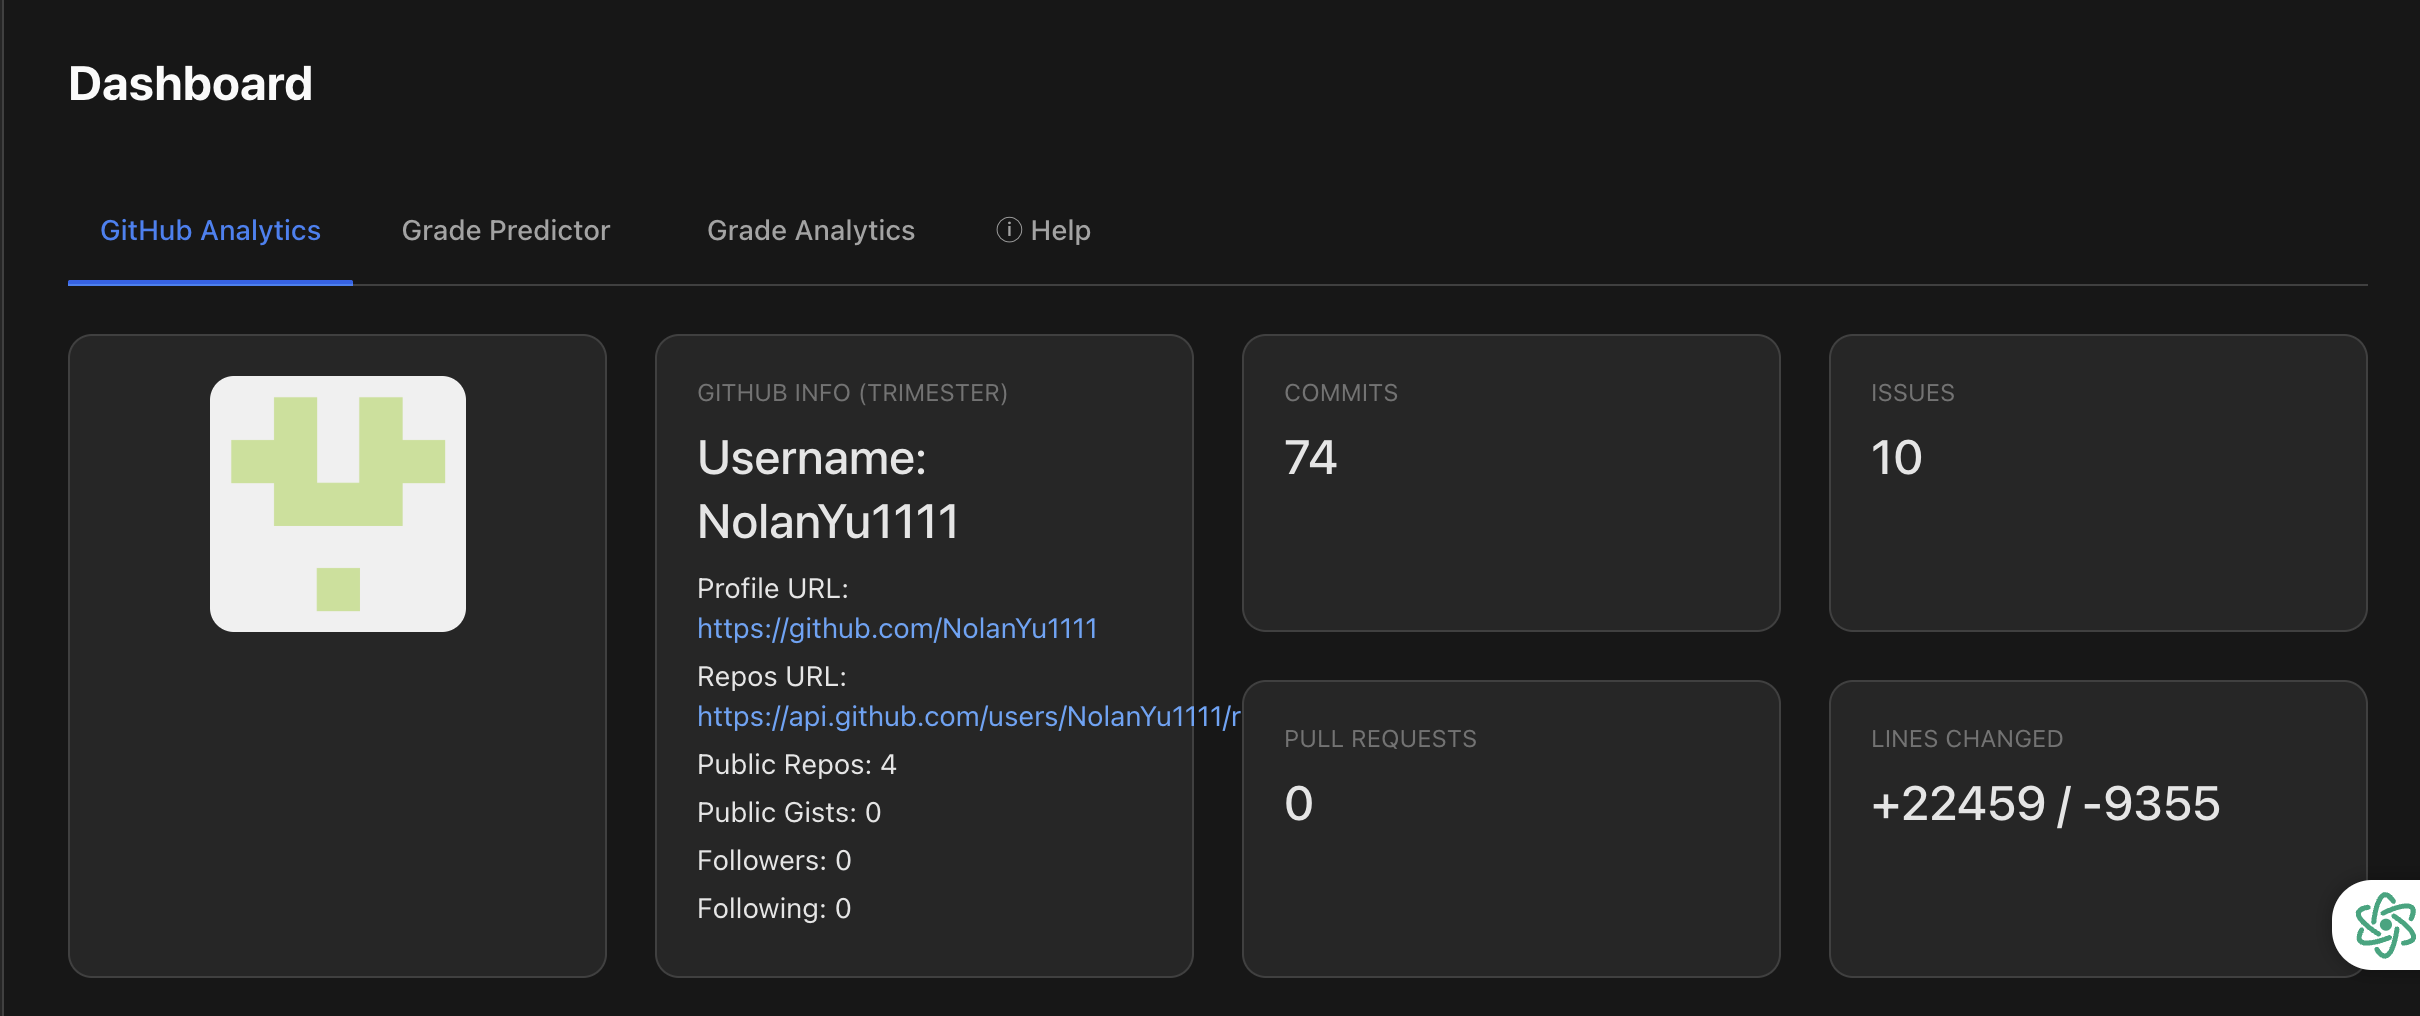 Dashboard
GitHub Analytics
Grade Predictor
Grade Analytics
ⓘ Help
GITHUB INFO (TRIMESTER)
Username:
NolanYu1111
Profile URL:
https://github.com/NolanYu1111
Repos URL:
https://api.github.com/users/NolanYu1111/r
Public Repos: 4
Public Gists: 0
Followers: 0
Following: 0
COMMITS
74
ISSUES
10
PULL REQUESTS
0
LINES CHANGED
+22459 / -9355